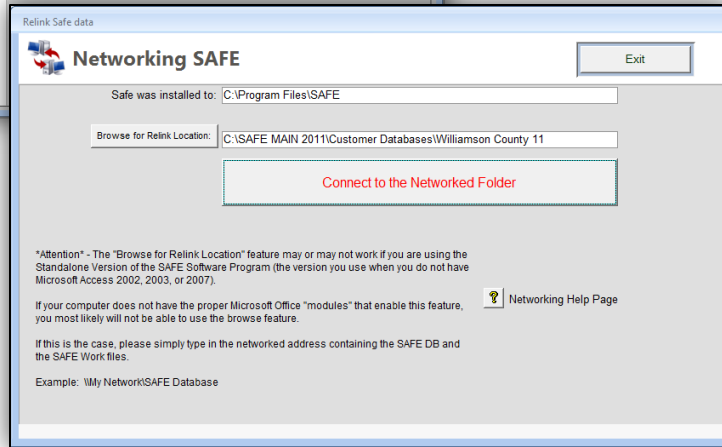 Relink Safe data
Networking SAFE
Exit
Safe was installed to: C:\Program Files\SAFE
Browse for Relink Location: C:\SAFE MAIN 2011\Customer Databases\Williamson County 11
Connect to the Networked Folder
*Attention* - The "Browse for Relink Location" feature may or may not work if you are using the
Standalone Version of the SAFE Software Program (the version you use when you do not have
Microsoft Access 2002, 2003, or 2007).
If your computer does not have the proper Microsoft Office "modules" that enable this feature,
you most likely will not be able to use the browse feature.
? Networking Help Page
If this is the case, please simply type in the networked address containing the SAFE DB and
the SAFE Work files.
Example: \\My Network\SAFE Database